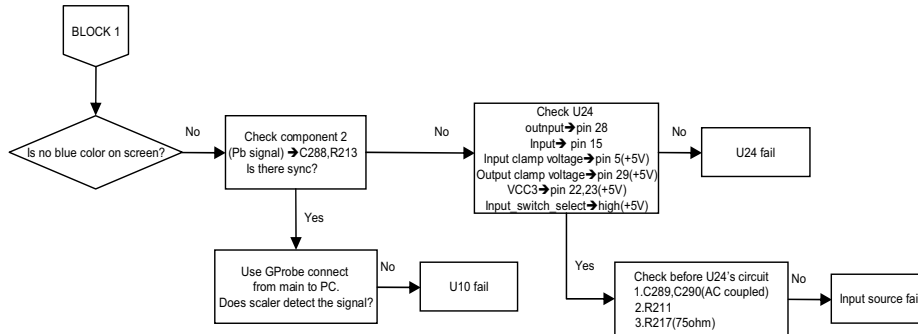 BLOCK 1
Is no blue color on screen?
No
Check component 2
(Pb signal) ➔C288,R213
Is there sync?
No
Check U24
outnput➔pin 28
Input➔ pin 15
Input clamp voltage➔pin 5(+5V)
Output clamp voltage➔pin 29(+5V)
VCC3➔pin 22,23(+5V)
Input_switch_select➔high(+5V)
No
U24 fail
Yes
Use GProbe connect
from main to PC.
Does scaler detect the signal?
No
U10 fail
Yes
Check before U24's circuit
1.C289,C290(AC coupled)
2.R211
3.R217(75ohm)
No
Input source fail